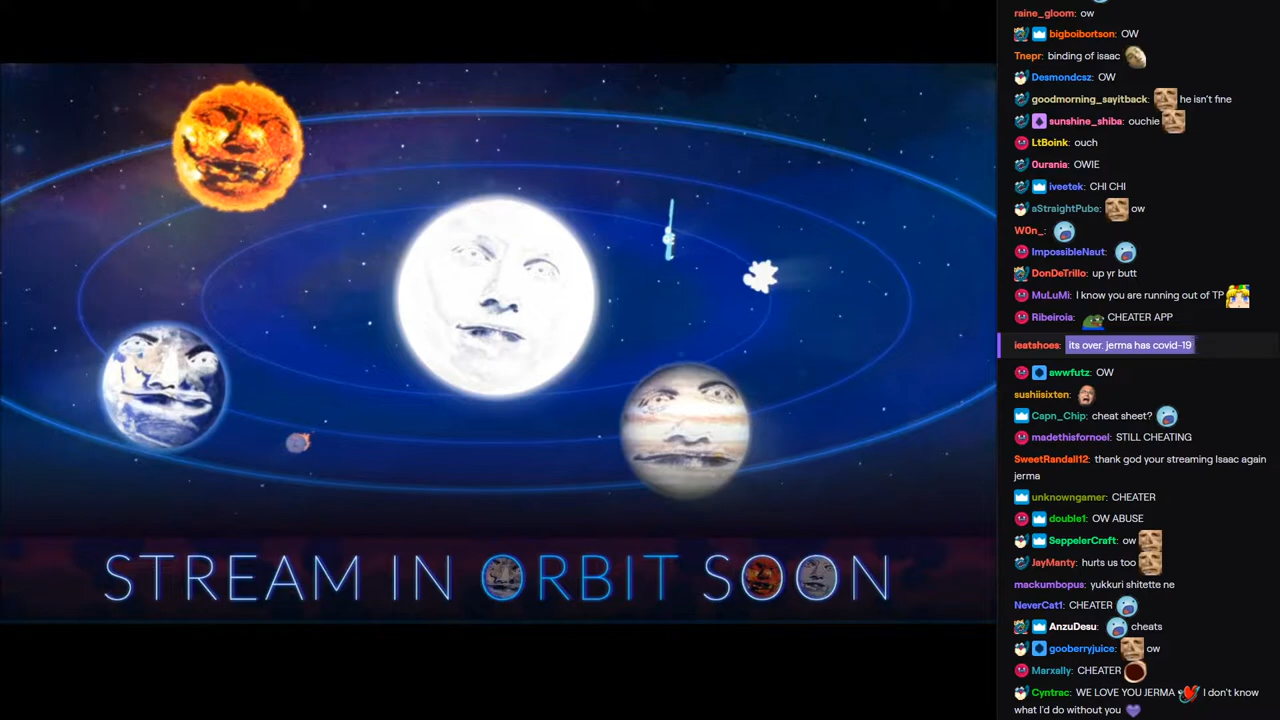 STREAM IN ORBIT SOON
raine_gloom: ow
bigboibortson: OW
Tnepr: binding of isaac
Desmondcsz: OW
goodmorning_sayitback: he isn't fine
sunshine_shiba: ouchie
LtBoink: ouch
0urania: OWIE
iveetek: CHI CHI
aStraightPube: ow
W0n_:
ImpossibleNaut:
DonDeTrillo: up yr butt
MuLuMi: I know you are running out of TP
Ribeiroia: CHEATER APP
ieatshoes: its over. jerma has covid-19
awwfutz: OW
sushiisixten:
Capn_Chip: cheat sheet?
madethisfornoel: STILL CHEATING
SweetRandall12: thank god your streaming Isaac again
jerma
unknowngamer: CHEATER
double1: OW ABUSE
SeppelerCraft: ow
JayManty: hurts us too
mackumbopus: yukkuri shitette ne
NeverCat1: CHEATER
AnzuDesu: cheats
gooberryjuice: ow
Marxally: CHEATER
Cyntrac: WE LOVE YOU JERMA I don't know
what I'd do without you